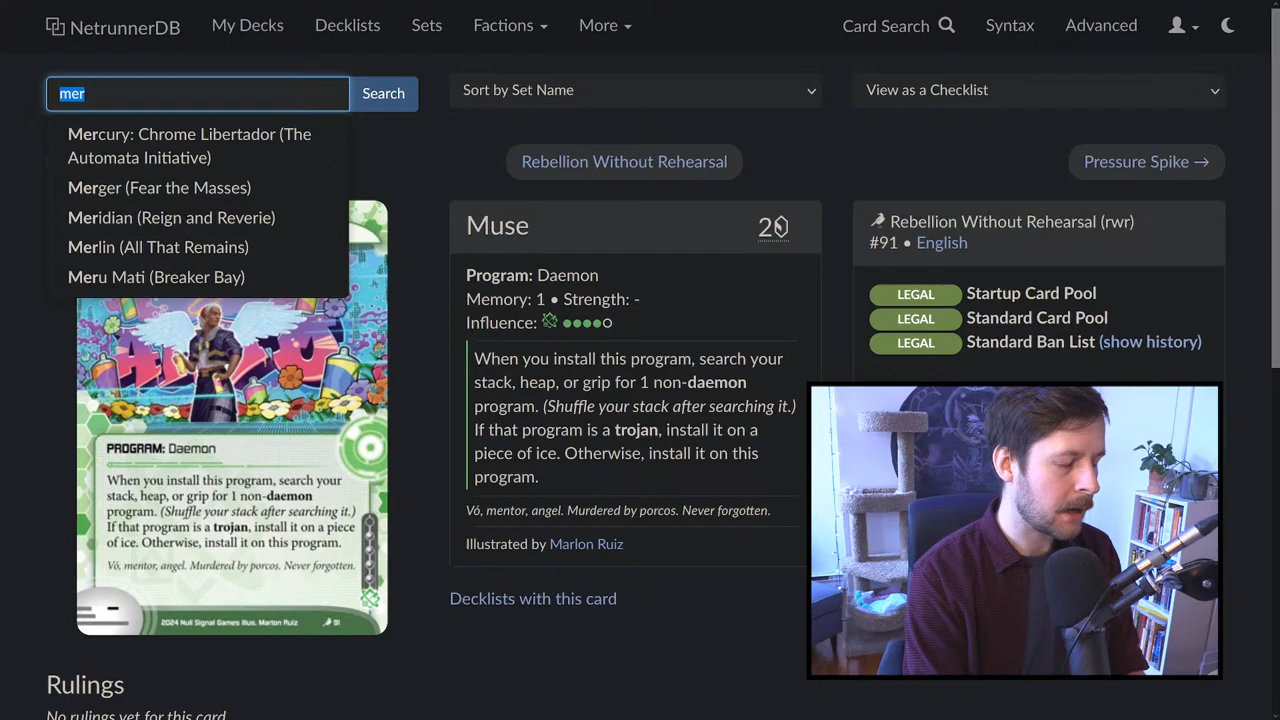 NetrunnerDB
My Decks
Decklists
Sets
Factions
More
Card Search
Syntax
Advanced
mer
Search
Sort by Set Name
View as a Checklist
Mercury: Chrome Libertador (The
Automata Initiative)
Merger (Fear the Masses)
Meridian (Reign and Reverie)
Merlin (All That Remains)
Meru Mati (Breaker Bay)
Rebellion Without Rehearsal
Pressure Spike →
PROGRAM: Daemon
When you install this program, search your
stack, heap, or grip for 1 non-daemon
program. (Shuffle your stack after searching it.)
If that program is a trojan, install it on a piece
of ice. Otherwise, install it on this program.
Vó, mentor, angel. Murdered by porcos. Never forgotten.
2024 Null Signal Games Illus. Marlon Ruiz
91
Muse
2
Program: Daemon
Memory: 1 • Strength: -
Influence:
When you install this program, search your
stack, heap, or grip for 1 non-daemon
program. (Shuffle your stack after searching it.)
If that program is a trojan, install it on a
piece of ice. Otherwise, install it on this
program.
Vó, mentor, angel. Murdered by porcos. Never forgotten.
Illustrated by Marlon Ruiz
Decklists with this card
Rebellion Without Rehearsal (rwr)
#91 • English
LEGAL Startup Card Pool
LEGAL Standard Card Pool
LEGAL Standard Ban List (show history)
Rulings
No rulings yet for this card